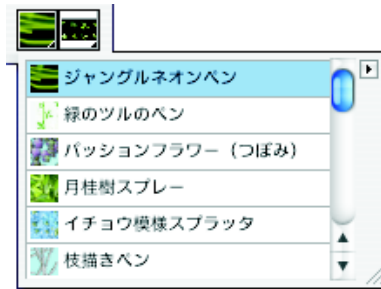 ジャングルネオンペン
緑のツルのペン
パッションフラワー（つぼみ）
月桂樹スプレー
イチョウ模様スプラッタ
枝描きペン